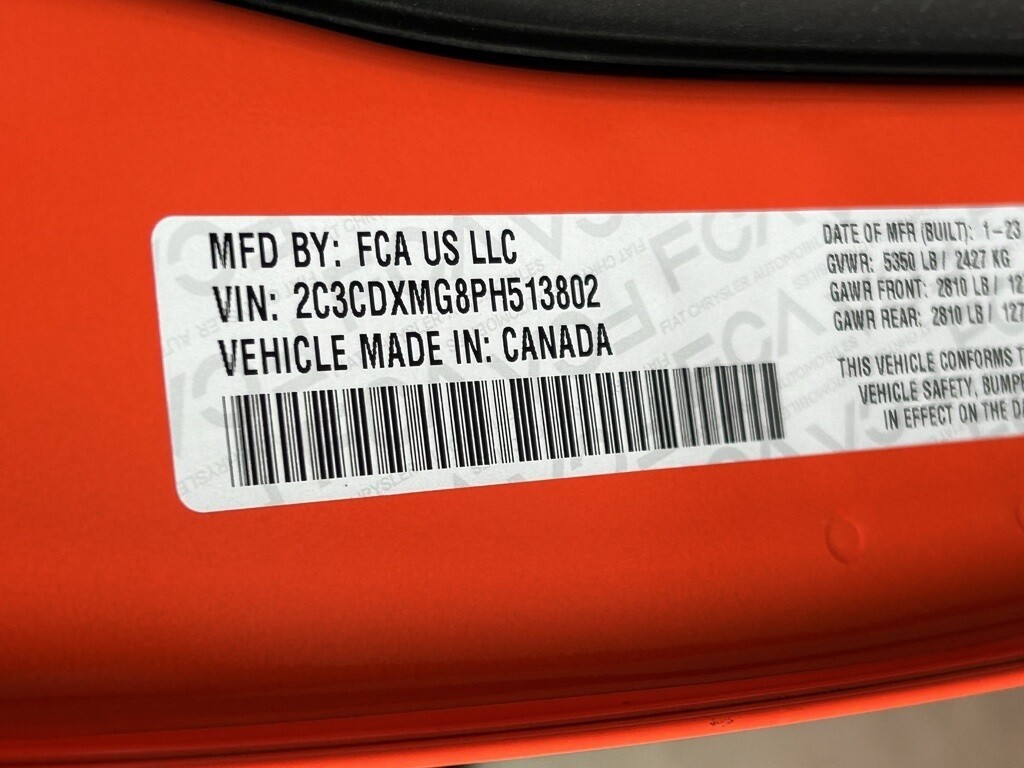 MFD BY: FCA US LLC
VIN: 2C3CDXMG8PH513802
VEHICLE MADE IN: CANADA
DATE OF MFR (BUILT): 1-23
GVWR: 5350 LB / 2427 KG
GAWR FRONT: 2810 LB / 12
GAWR REAR: 2810 LB / 127
THIS VEHICLE CONFORMS T
VEHICLE SAFETY, BUMPE
IN EFFECT ON THE DA